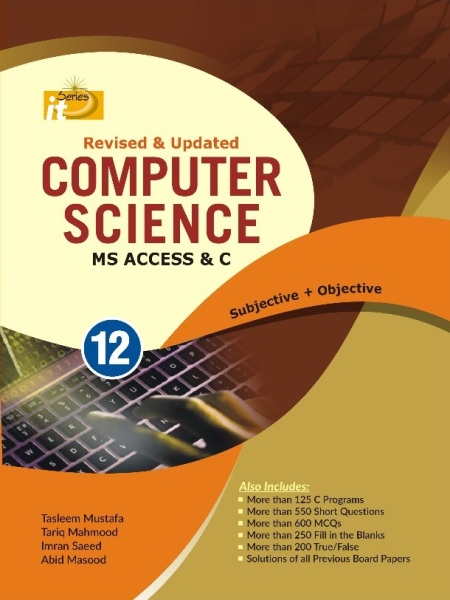 it Series
Revised & Updated
COMPUTER
SCIENCE
MS ACCESS & C
Subjective + Objective
12
Also Includes:
More than 125 C Programs
More than 550 Short Questions
More than 600 MCQs
More than 250 Fill in the Blanks
More than 200 True/False
Solutions of all Previous Board Papers
Tasleem Mustafa
Tariq Mahmood
Imran Saeed
Abid Masood